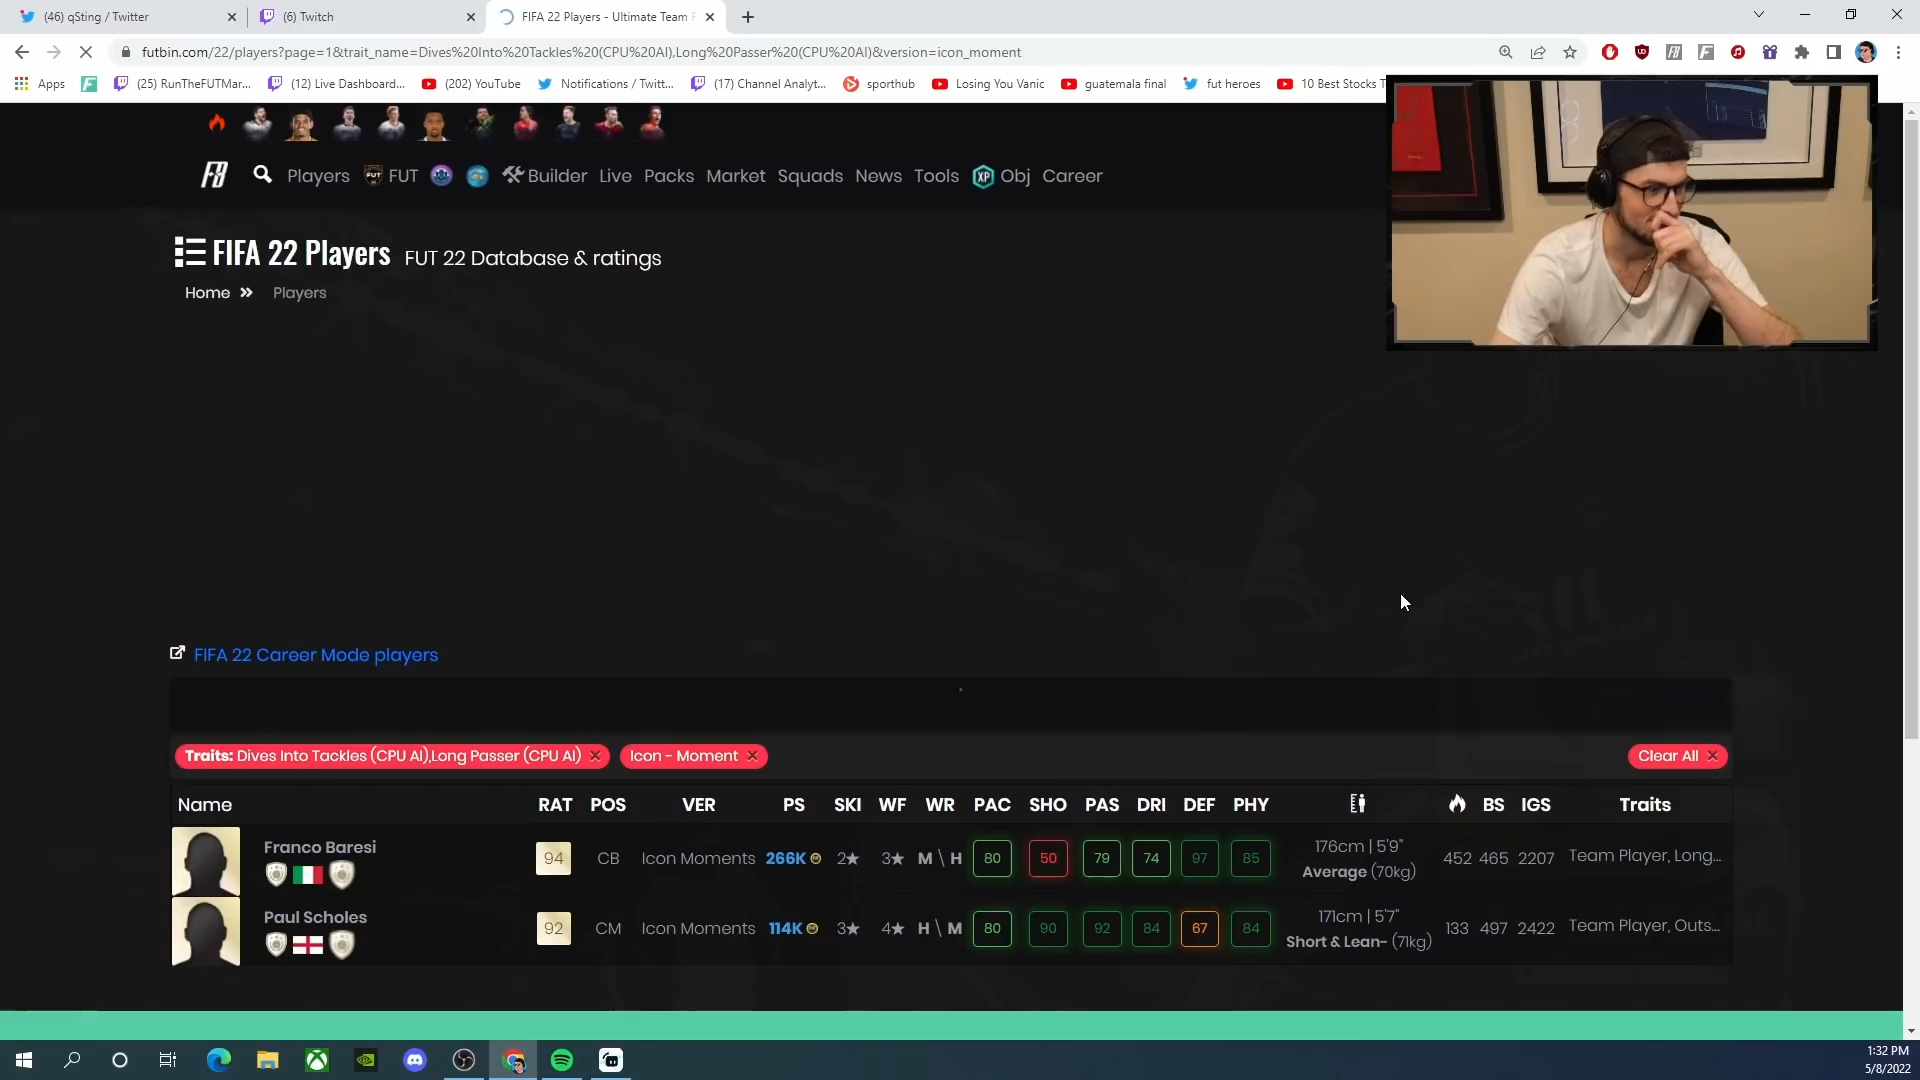 (46) qSting / Twitter
(6) Twitch
FIFA 22 Players - Ultimate Team
futbin.com/22/players?page=1&trait_name=Dives%20Into%20Tackles%20(CPU%20AI),Long%20Passer%20(CPU%20AI)&version=icon_moment
Apps
(25) RunTheFUTMar...
(12) Live Dashboard...
(202) YouTube
Notifications / Twitt...
(17) Channel Analyt...
sporthub
Losing You Vanic
guatemala final
fut heroes
10 Best Stocks T
Players FUT Builder Live Packs Market Squads News Tools XP Obj Career
FIFA 22 Players FUT 22 Database & ratings
Home » Players
FIFA 22 Career Mode players
Traits: Dives Into Tackles (CPU AI),Long Passer (CPU AI) × Icon - Moment × Clear All ×
Name RAT POS VER PS SKI WF WR PAC SHO PAS DRI DEF PHY BS IGS Traits
Franco Baresi 94 CB Icon Moments 266K 2★ 3★ M \ H 80 50 79 74 97 85 176cm | 5'9" 452 465 2207 Team Player, Long...
Average (70kg)
Paul Scholes 92 CM Icon Moments 114K 3★ 4★ H \ M 80 90 92 84 67 84 171cm | 5'7" 133 497 2422 Team Player, Outs...
Short & Lean- (71kg)
1:32 PM
5/8/2022